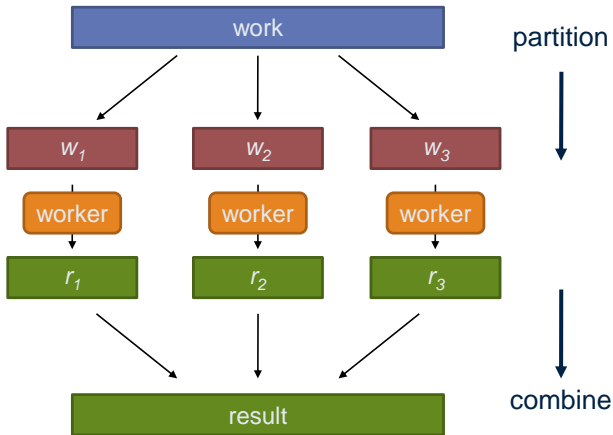 work
partition
w1
w2
w3
worker
worker
worker
r1
r2
r3
result
combine